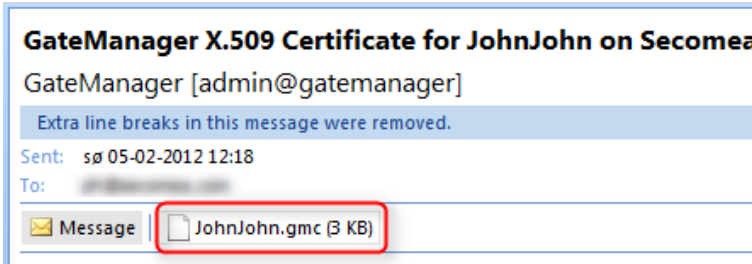 GateManager X.509 Certificate for JohnJohn on Secomea
GateManager [admin@gatemanager]
Extra line breaks in this message were removed.
Sent: sø 05-02-2012 12:18
To:
Message JohnJohn.gmc (3 KB)